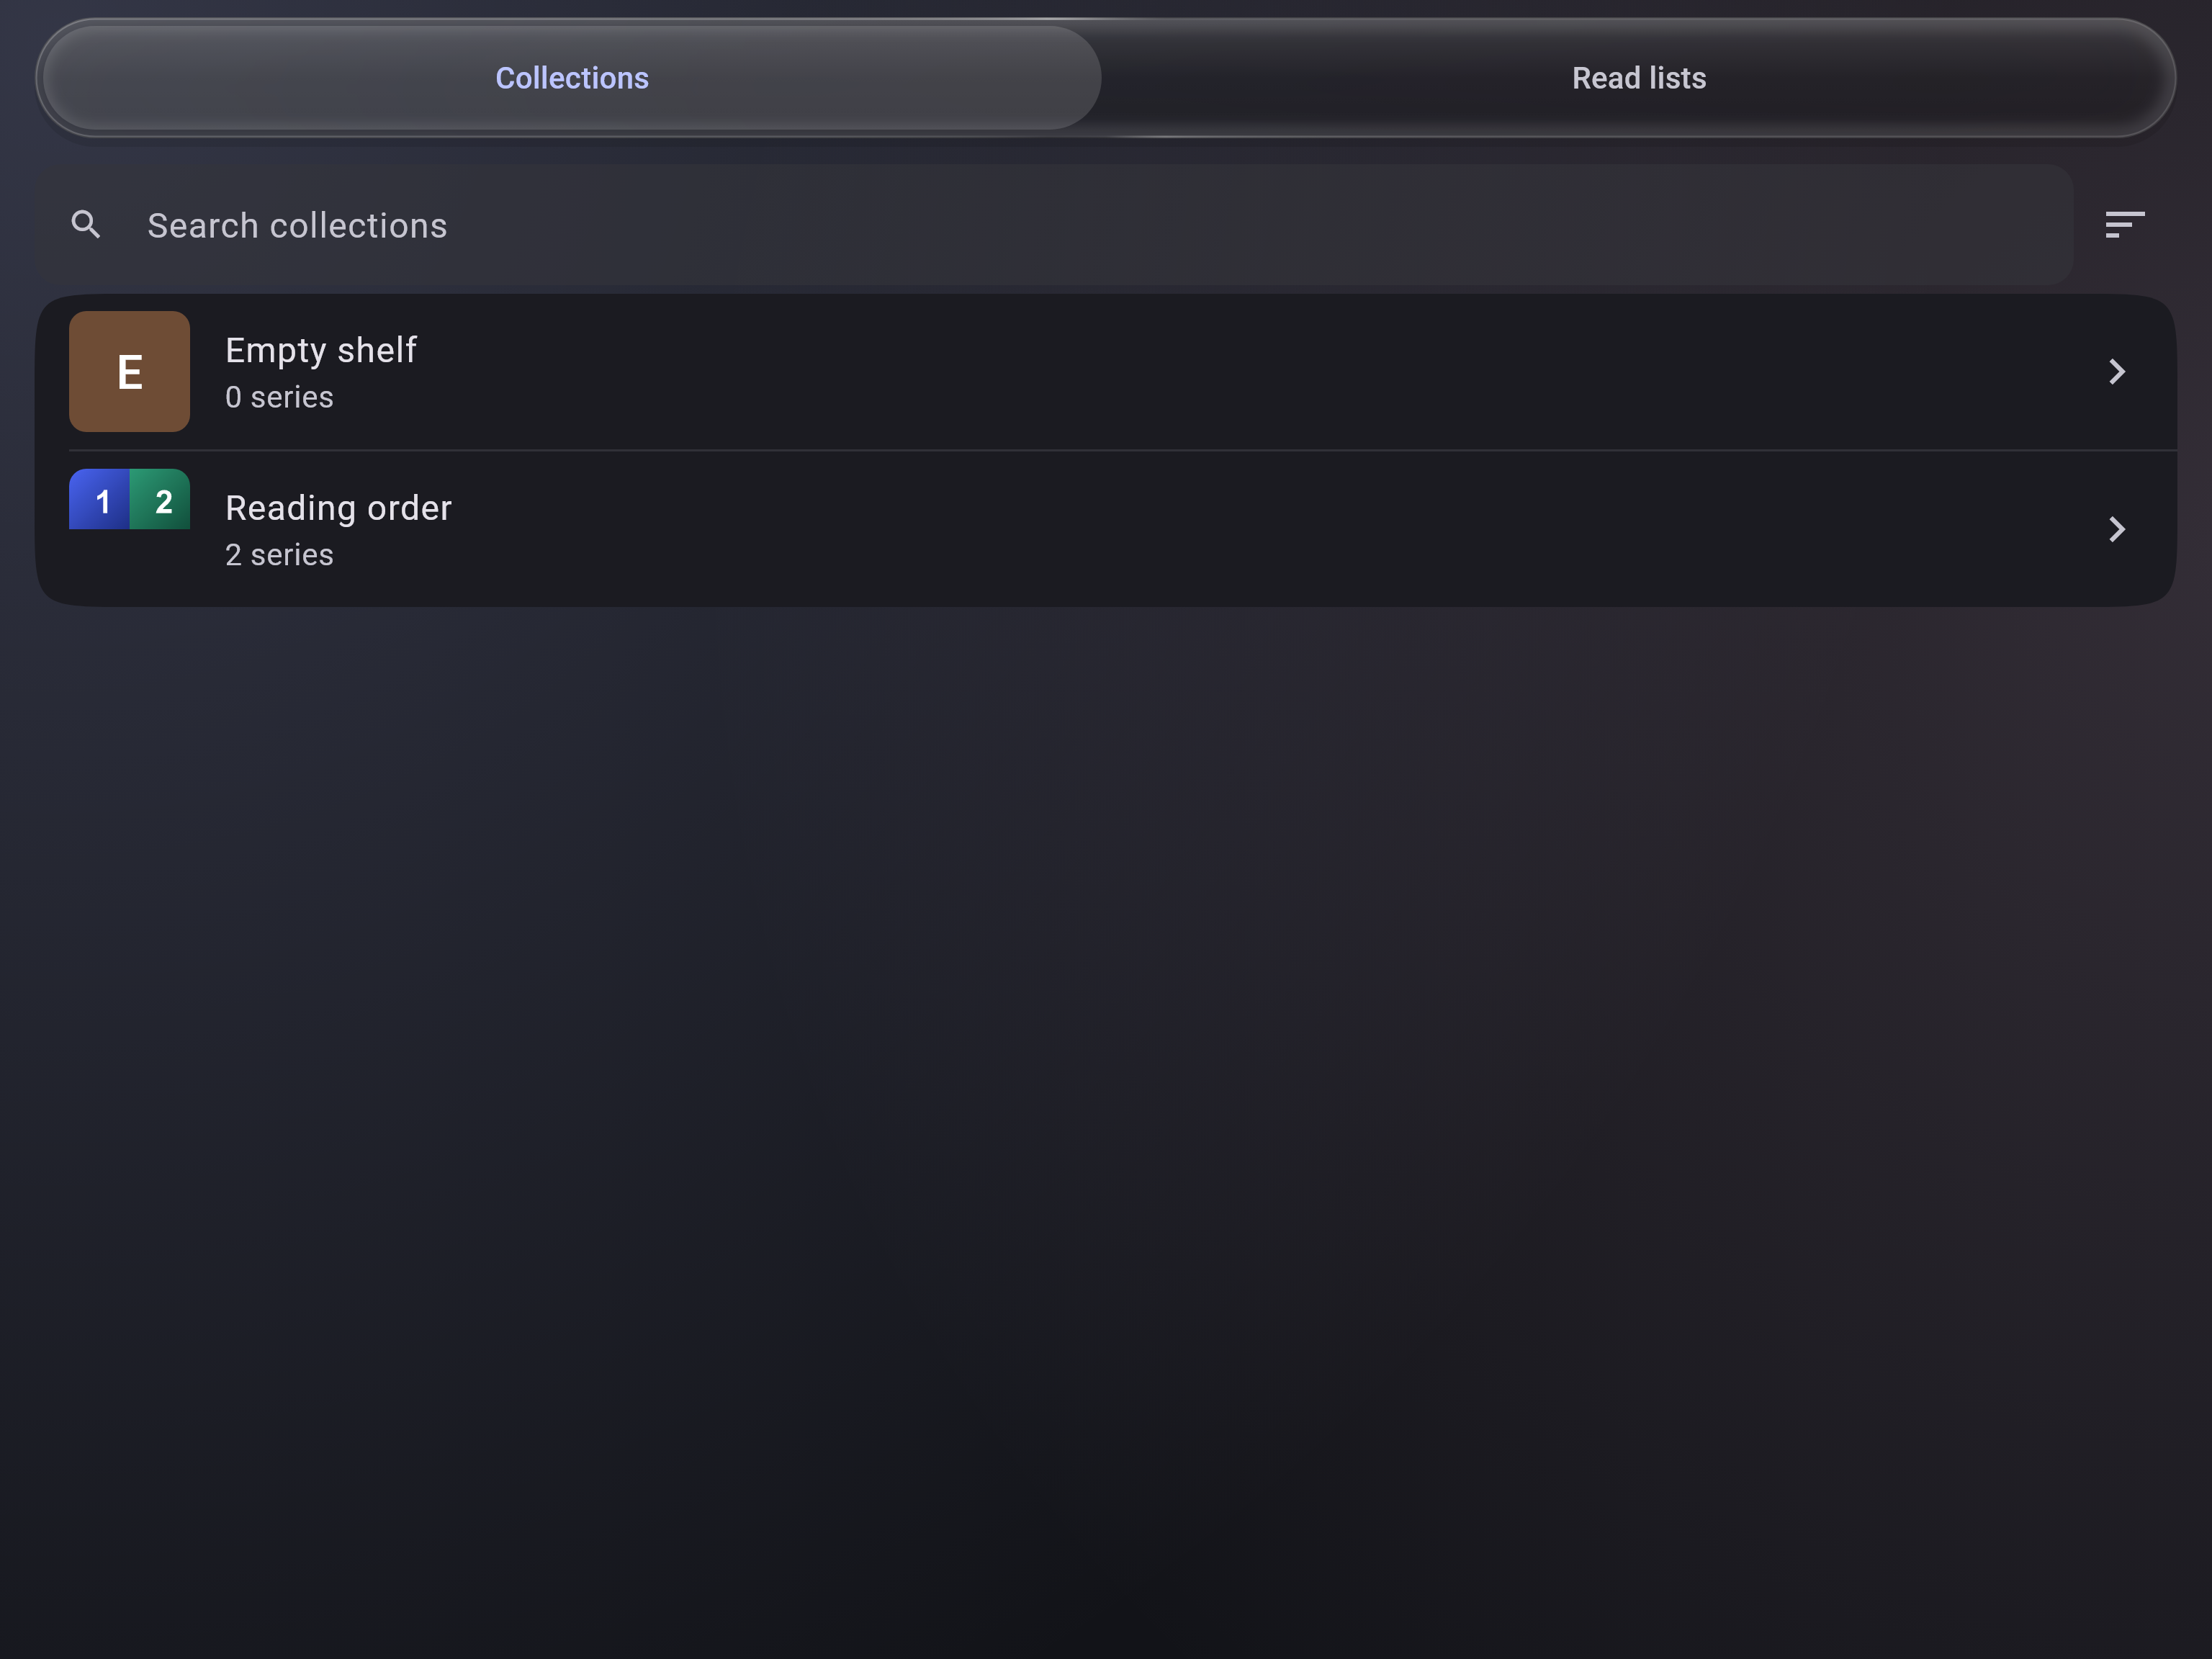 Collections
Read lists
Search collections
E
Empty shelf
0 series
1 2
Reading order
2 series